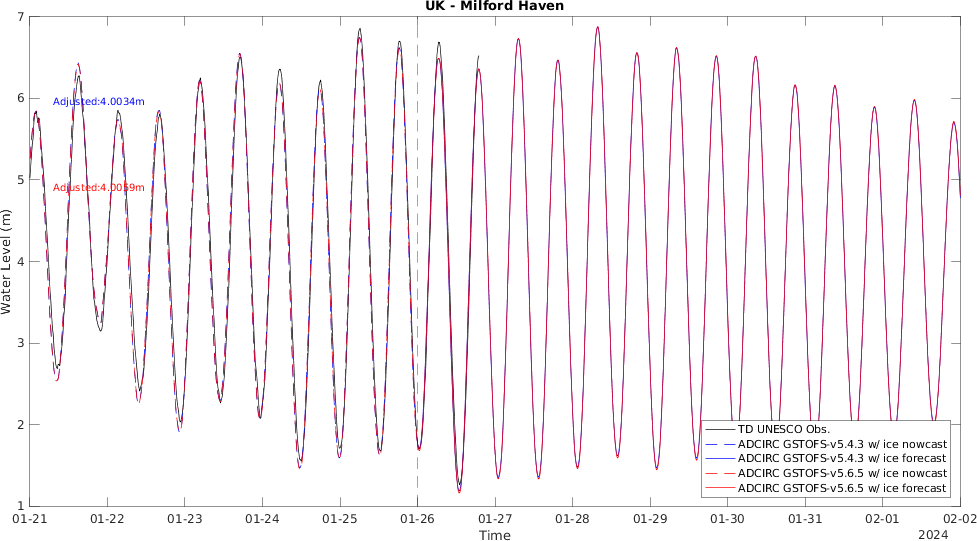 UK - Milford Haven
7
6
5
4
3
2
1
Water Level (m)
Adjusted:4.0034m
Adjusted:4.0059m
TD UNESCO Obs.
ADCIRC GSTOFS-v5.4.3 w/ ice nowcast
ADCIRC GSTOFS-v5.4.3 w/ ice forecast
ADCIRC GSTOFS-v5.6.5 w/ ice nowcast
ADCIRC GSTOFS-v5.6.5 w/ ice forecast
01-21 01-22 01-23 01-24 01-25 01-26 01-27 01-28 01-29 01-30 01-31 02-01 02-02
Time
2024